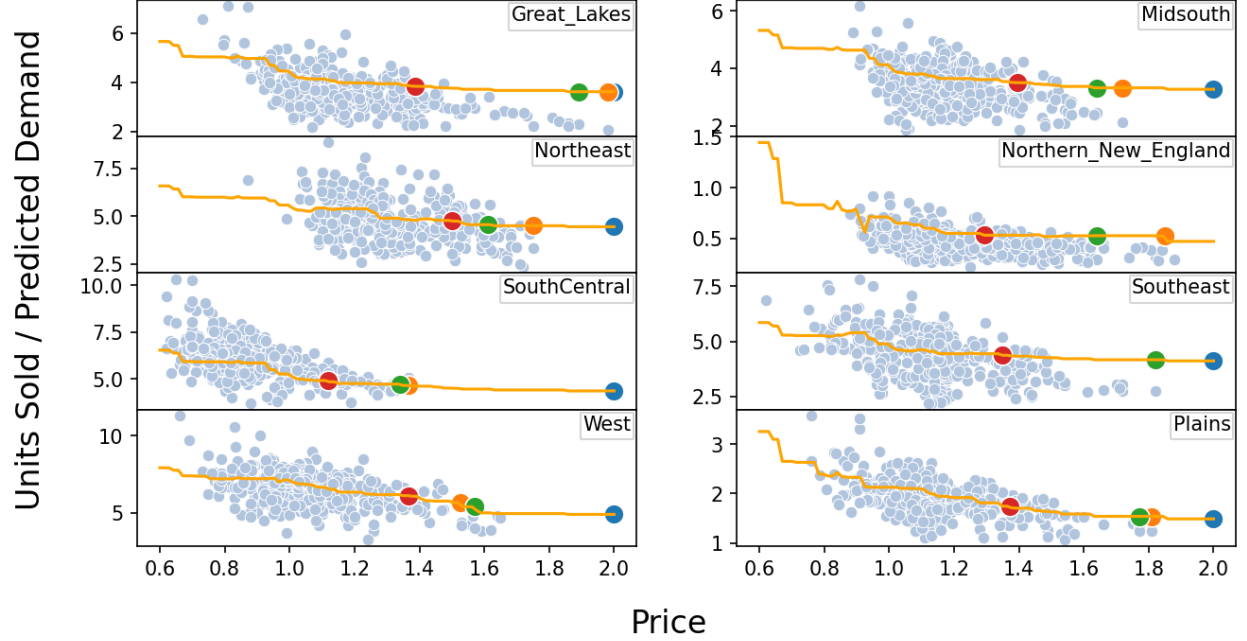 Units Sold / Predicted Demand
Great_Lakes
6
4
2
Midsouth
6
4
2
Northeast
7.5
5.0
2.5
Northern_New_England
1.5
1.0
0.5
SouthCentral
10.0
7.5
5.0
Southeast
7.5
5.0
2.5
West
10
5
Plains
3
2
1
0.6 0.8 1.0 1.2 1.4 1.6 1.8 2.0
0.6 0.8 1.0 1.2 1.4 1.6 1.8 2.0
Price